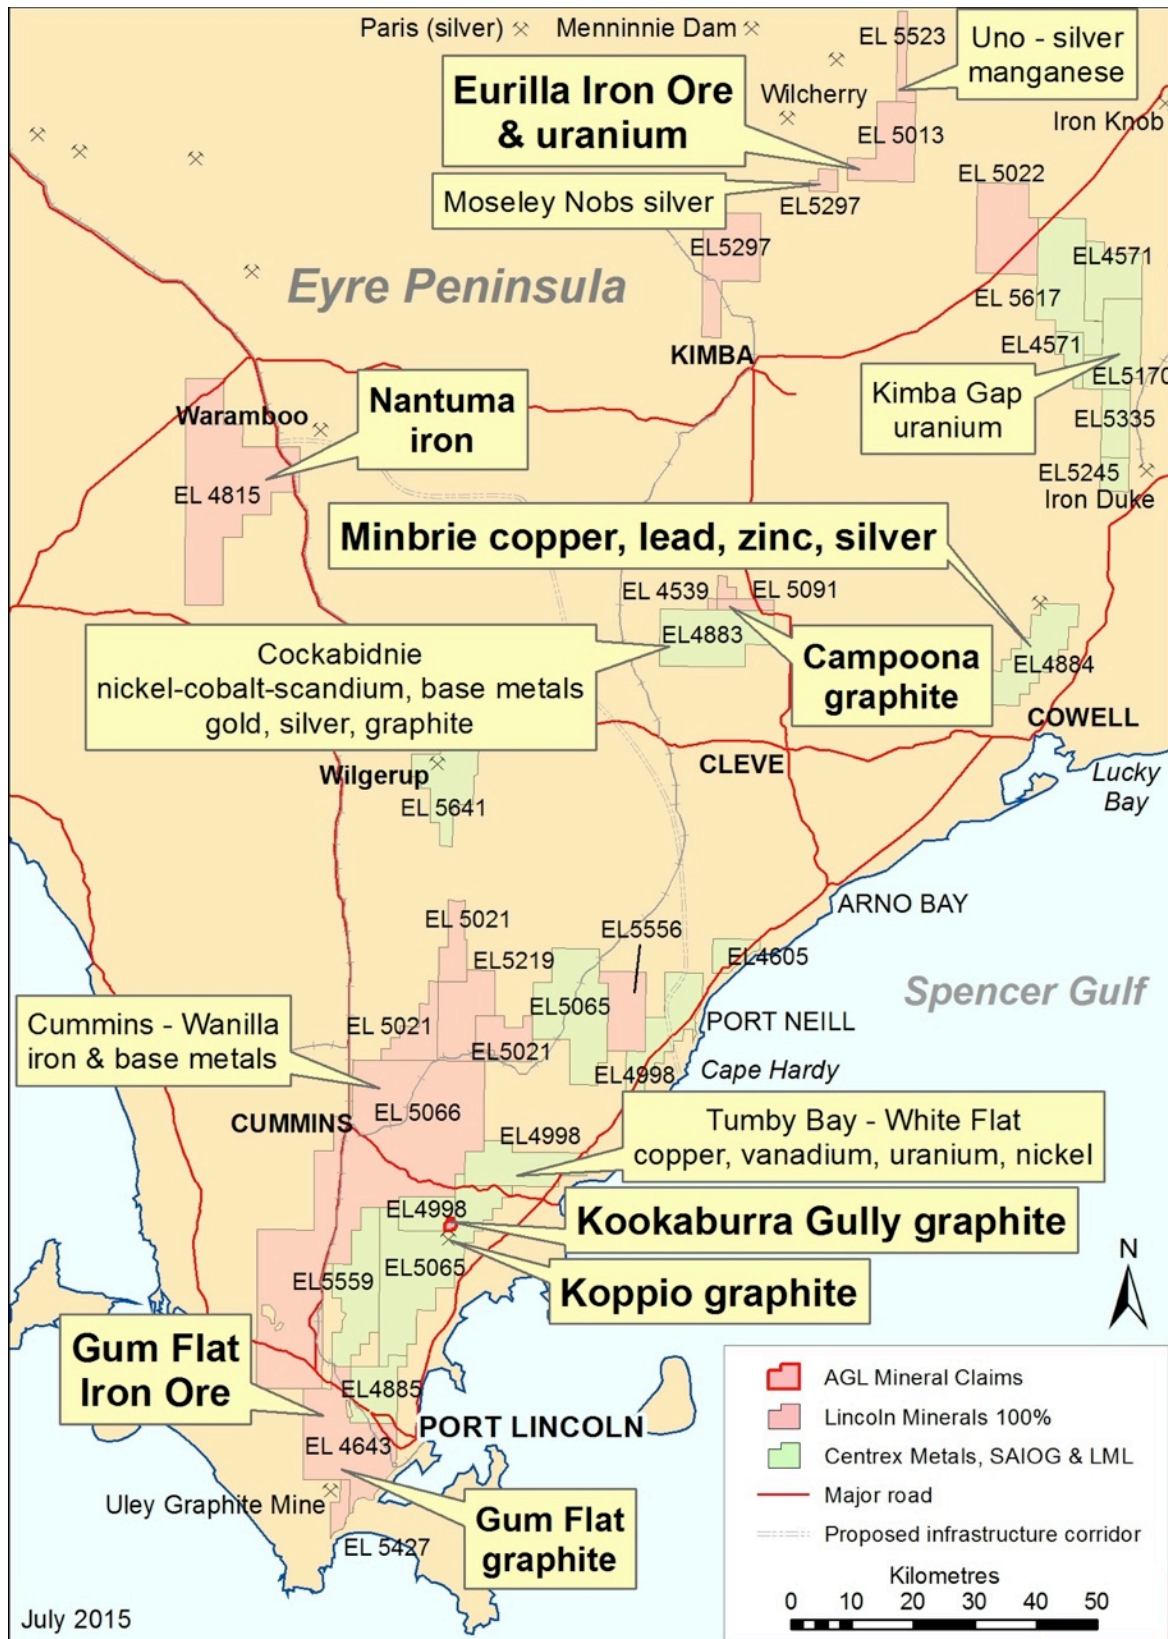 Paris (silver)
Menninnie Dam
EL 5523
Uno - silver
manganese
Eurilla Iron Ore
& uranium
Wilcherry
Iron Knob
EL 5013
EL 5022
Moseley Nobs silver
EL5297
EL5297
EL4571
Eyre Peninsula
EL 5617
KIMBA
EL4571
EL5170
Kimba Gap
uranium
Nantuma
iron
Waramboo
EL5335
EL 4815
EL5245
Iron Duke
Minbrie copper, lead, zinc, silver
EL 4539
EL 5091
EL4883
Cockabidnie
nickel-cobalt-scandium, base metals
gold, silver, graphite
Campoona
graphite
EL4884
COWELL
CLEVE
Lucky
Bay
Wilgerup
EL 5641
ARNO BAY
EL 5021
EL5556
EL5219
EL4605
Spencer Gulf
EL5065
Cummins - Wanilla
iron & base metals
EL 5021
PORT NEILL
EL5021
EL4998
Cape Hardy
EL 5066
CUMMINS
EL4998
Tumby Bay - White Flat
copper, vanadium, uranium, nickel
EL4998
Kookaburra Gully graphite
EL5559
EL5065
Koppio graphite
N
Gum Flat
Iron Ore
EL4885
PORT LINCOLN
EL 4643
Uley Graphite Mine
Gum Flat
graphite
EL 5427
AGL Mineral Claims
Lincoln Minerals 100%
Centrex Metals, SAIOG & LML
Major road
Proposed infrastructure corridor
Kilometres
0 10 20 30 40 50
July 2015